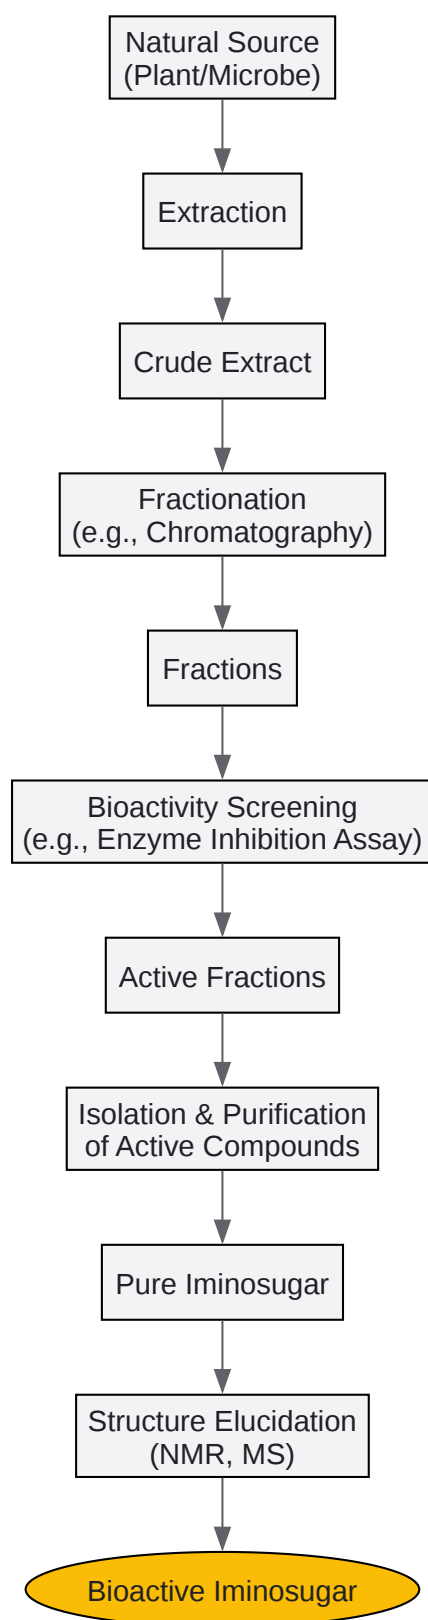 Natural Source
(Plant/Microbe)
Extraction
Crude Extract
Fractionation
(e.g., Chromatography)
Fractions
Bioactivity Screening
(e.g., Enzyme Inhibition Assay)
Active Fractions
Isolation & Purification
of Active Compounds
Pure Iminosugar
Structure Elucidation
(NMR, MS)
Bioactive Iminosugar